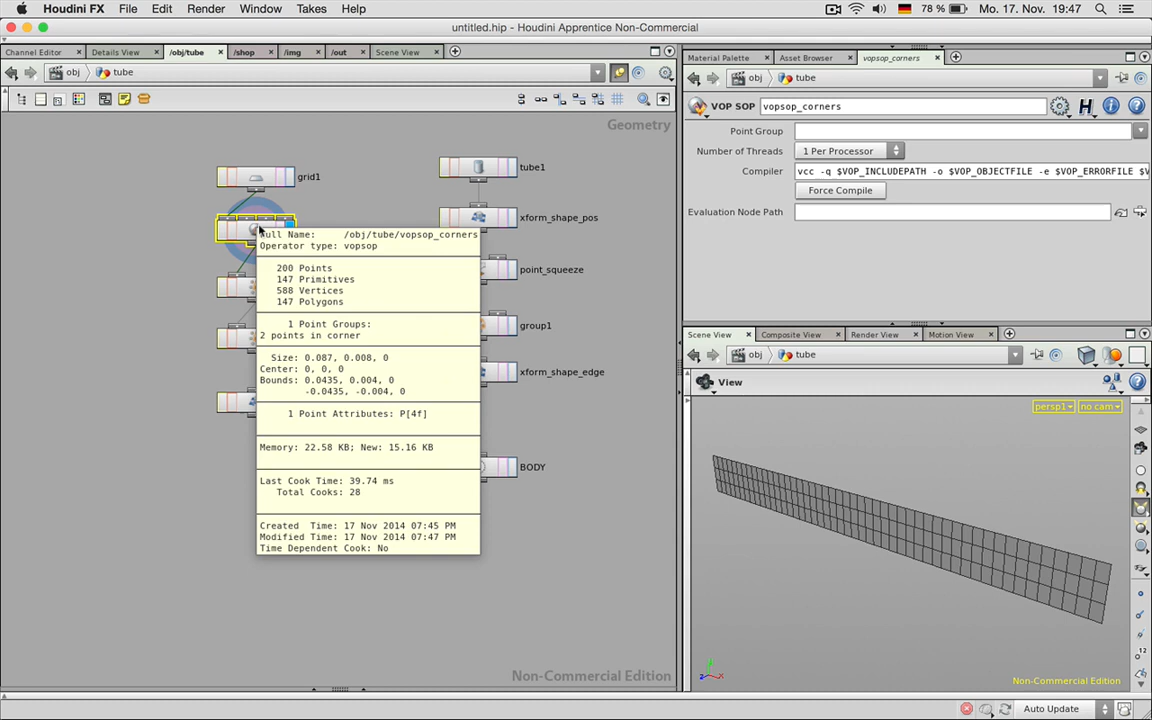 Houdini FX File Edit Render Window Takes Help
78 % Mo. 17. Nov. 19:47
untitled.hip - Houdini Apprentice Non-Commercial
Channel Editor Details View /obj/tube /shop /img /out Scene View
obj tube
Geometry
grid1
Full Name: /obj/tube/vopsop_corners
Operator type: vopsop
200 Points
147 Primitives
588 Vertices
147 Polygons
1 Point Groups:
2 points in corner
Size: 0.087, 0.008, 0
Center: 0, 0, 0
Bounds: 0.0435, 0.004, 0
-0.0435, -0.004, 0
1 Point Attributes: P[4f]
Memory: 22.58 KB; New: 15.16 KB
Last Cook Time: 39.74 ms
Total Cooks: 28
Created Time: 17 Nov 2014 07:45 PM
Modified Time: 17 Nov 2014 07:47 PM
Time Dependent Cook: No
tube1
xform_shape_pos
point_squeeze
group1
xform_shape_edge
BODY
Non-Commercial Edition
Material Palette Asset Browser vopsop_corners
obj tube
VOP SOP vopsop_corners
Point Group
Number of Threads 1 Per Processor
Compiler vcc -q $VOP_INCLUDEPATH -o $VOP_OBJECTFILE -e $VOP_ERRORFILE $V
Force Compile
Evaluation Node Path
Scene View Composite View Render View Motion View
obj tube
View
persp1 no cam
12
Non-Commercial Edition
Auto Update